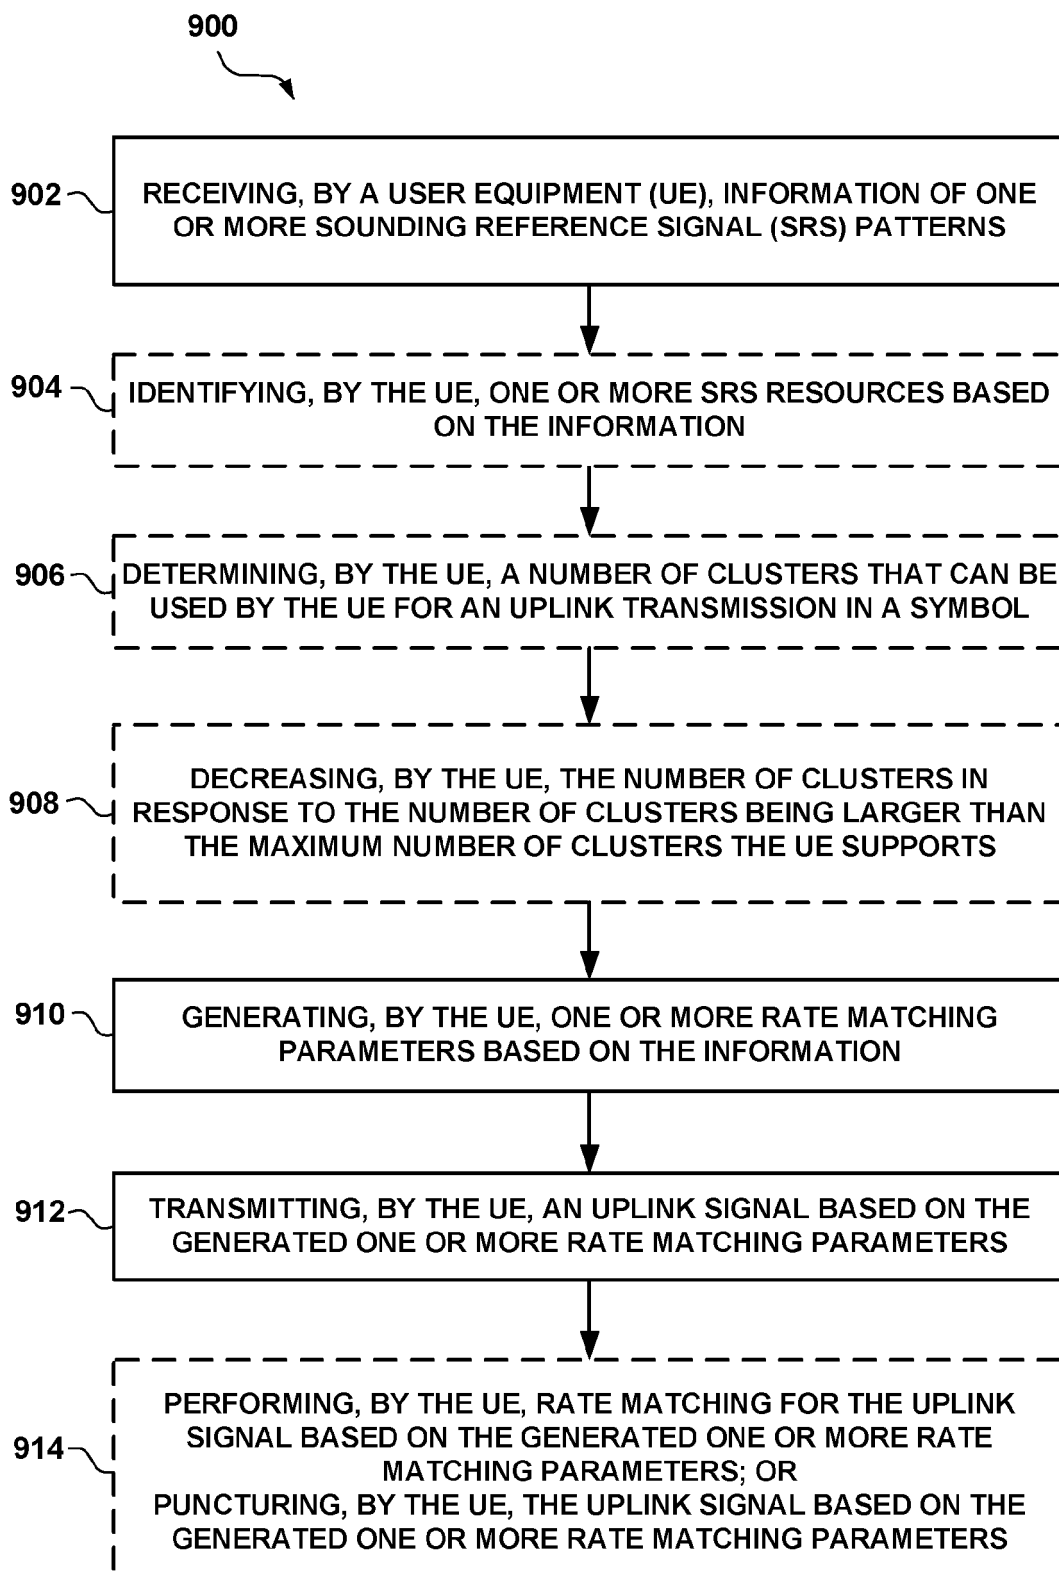 900
902
RECEIVING, BY A USER EQUIPMENT (UE), INFORMATION OF ONE
OR MORE SOUNDING REFERENCE SIGNAL (SRS) PATTERNS
904
IDENTIFYING, BY THE UE, ONE OR MORE SRS RESOURCES BASED
ON THE INFORMATION
906
DETERMINING, BY THE UE, A NUMBER OF CLUSTERS THAT CAN BE
USED BY THE UE FOR AN UPLINK TRANSMISSION IN A SYMBOL
908
DECREASING, BY THE UE, THE NUMBER OF CLUSTERS IN
RESPONSE TO THE NUMBER OF CLUSTERS BEING LARGER THAN
THE MAXIMUM NUMBER OF CLUSTERS THE UE SUPPORTS
910
GENERATING, BY THE UE, ONE OR MORE RATE MATCHING
PARAMETERS BASED ON THE INFORMATION
912
TRANSMITTING, BY THE UE, AN UPLINK SIGNAL BASED ON THE
GENERATED ONE OR MORE RATE MATCHING PARAMETERS
914
PERFORMING, BY THE UE, RATE MATCHING FOR THE UPLINK
SIGNAL BASED ON THE GENERATED ONE OR MORE RATE
MATCHING PARAMETERS; OR
PUNCTURING, BY THE UE, THE UPLINK SIGNAL BASED ON THE
GENERATED ONE OR MORE RATE MATCHING PARAMETERS